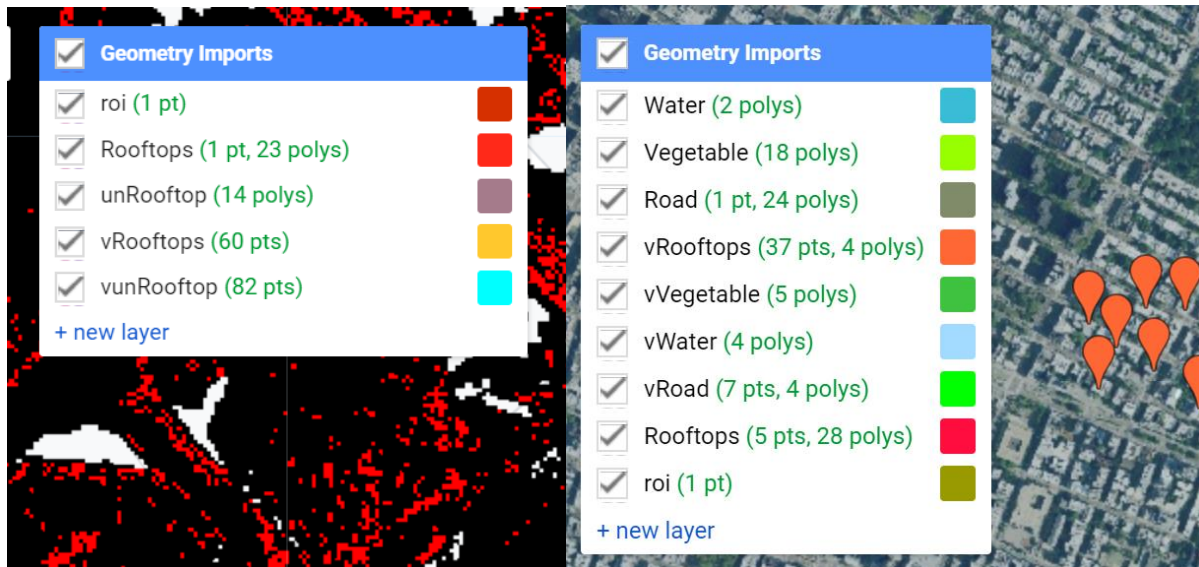 Geometry Imports
roi (1 pt)
Rooftops (1 pt, 23 polys)
unRooftop (14 polys)
vRooftops (60 pts)
vunRooftop (82 pts)
+ new layer
Geometry Imports
Water (2 polys)
Vegetable (18 polys)
Road (1 pt, 24 polys)
vRooftops (37 pts, 4 polys)
vVegetable (5 polys)
vWater (4 polys)
vRoad (7 pts, 4 polys)
Rooftops (5 pts, 28 polys)
roi (1 pt)
+ new layer